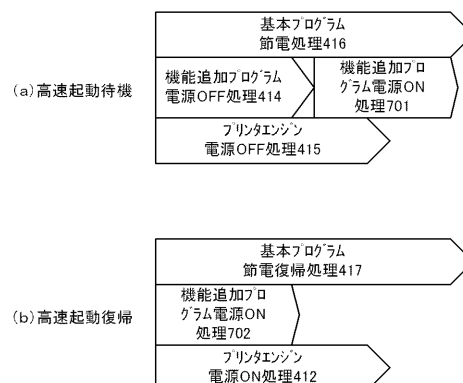 基本プログラム
節電処理416
(a)高速起動待機
機能追加プログラム
電源OFF処理414
機能追加プロ
グラム電源ON
処理701
プリンタエンジン
電源OFF処理415
基本プログラム
節電復帰処理417
(b)高速起動復帰
機能追加プロ
グラム電源ON
処理702
プリンタエンジン
電源ON処理412